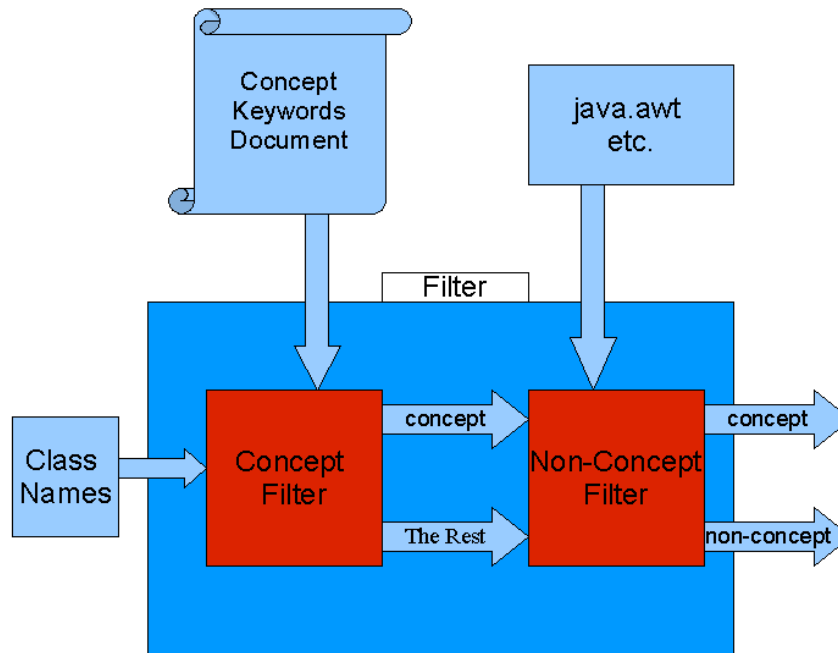 Concept
Keywords
Document
java.awt
etc.
Filter
Class
Names
Concept
Filter
concept
The Rest
Non-Concept
Filter
concept
non-concept